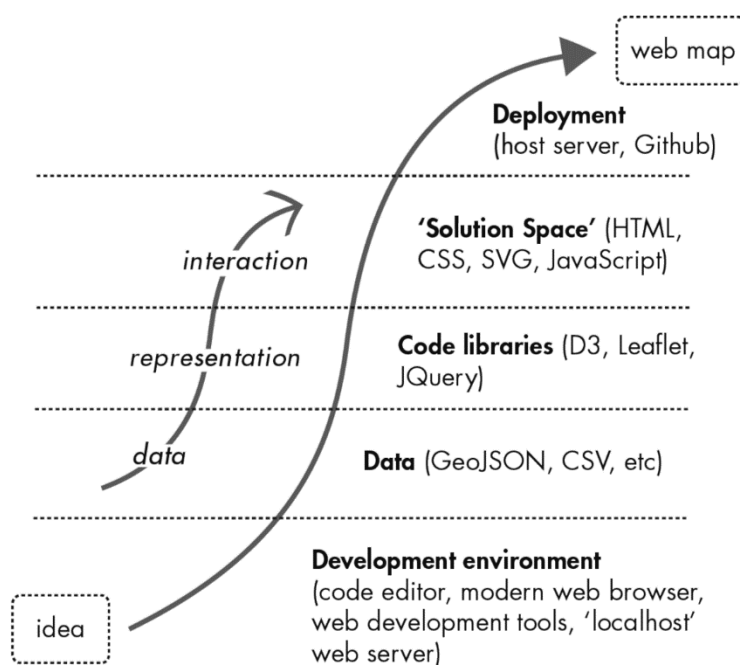 web map
Deployment
(host server, Github)
‘Solution Space’ (HTML,
CSS, SVG, JavaScript)
interaction
Code libraries (D3, Leaflet,
JQuery)
representation
Data (GeoJSON, CSV, etc)
data
Development environment
(code editor, modern web browser,
web development tools, ‘localhost’
web server)
idea